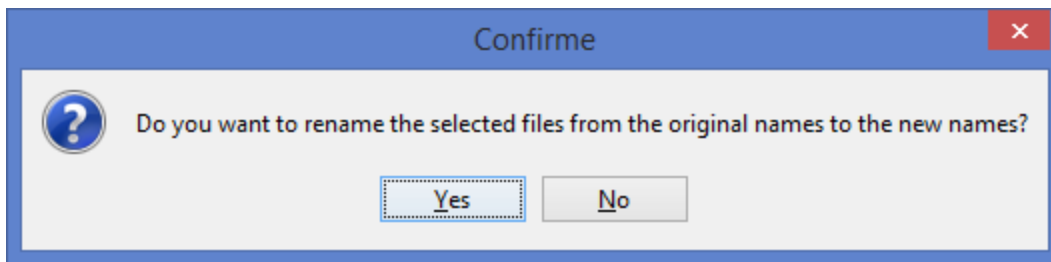 Confirme
Do you want to rename the selected files from the original names to the new names?
Yes
No